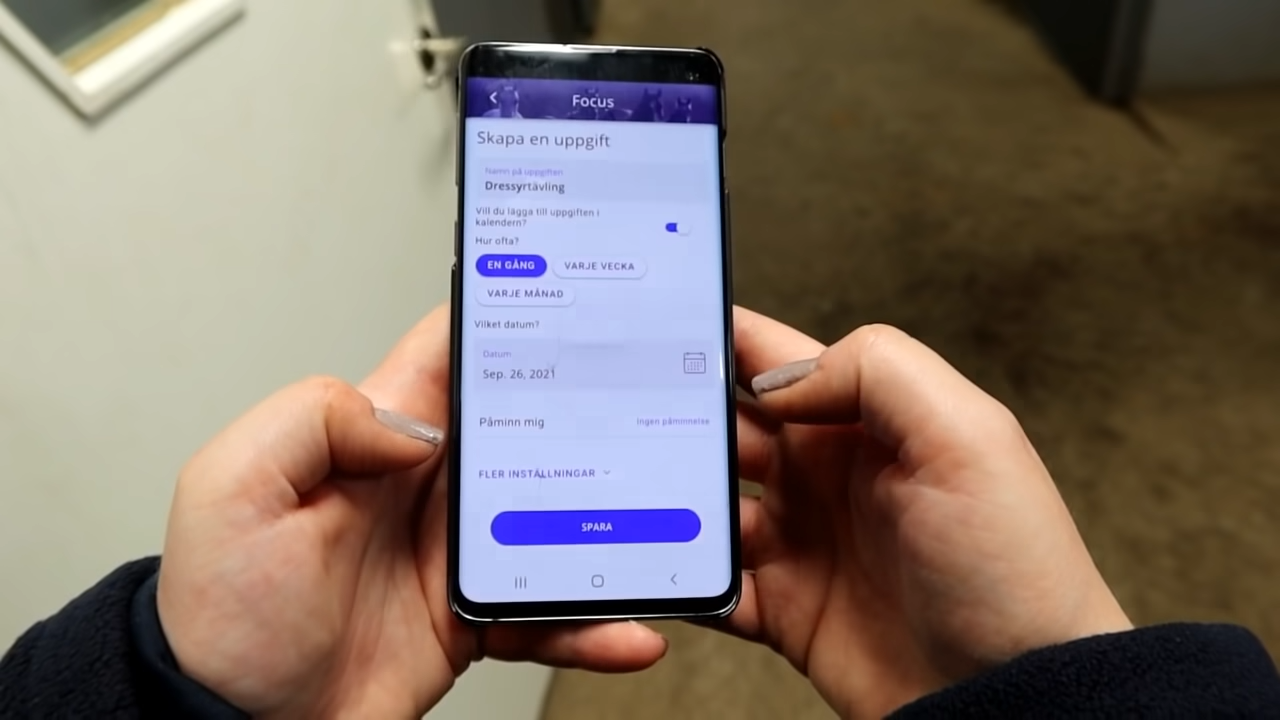 Focus
Skapa en uppgift
Namn på uppgiften
Dressyrtävling
Vill du lägga till uppgiften i
kalendern?
Hur ofta?
EN GÅNG
VARJE VECKA
VARJE MÅNAD
Vilket datum?
Datum
Sep. 26, 2021
Påminn mig
Ingen påminnelse
FLER INSTÄLLNINGAR
SPARA